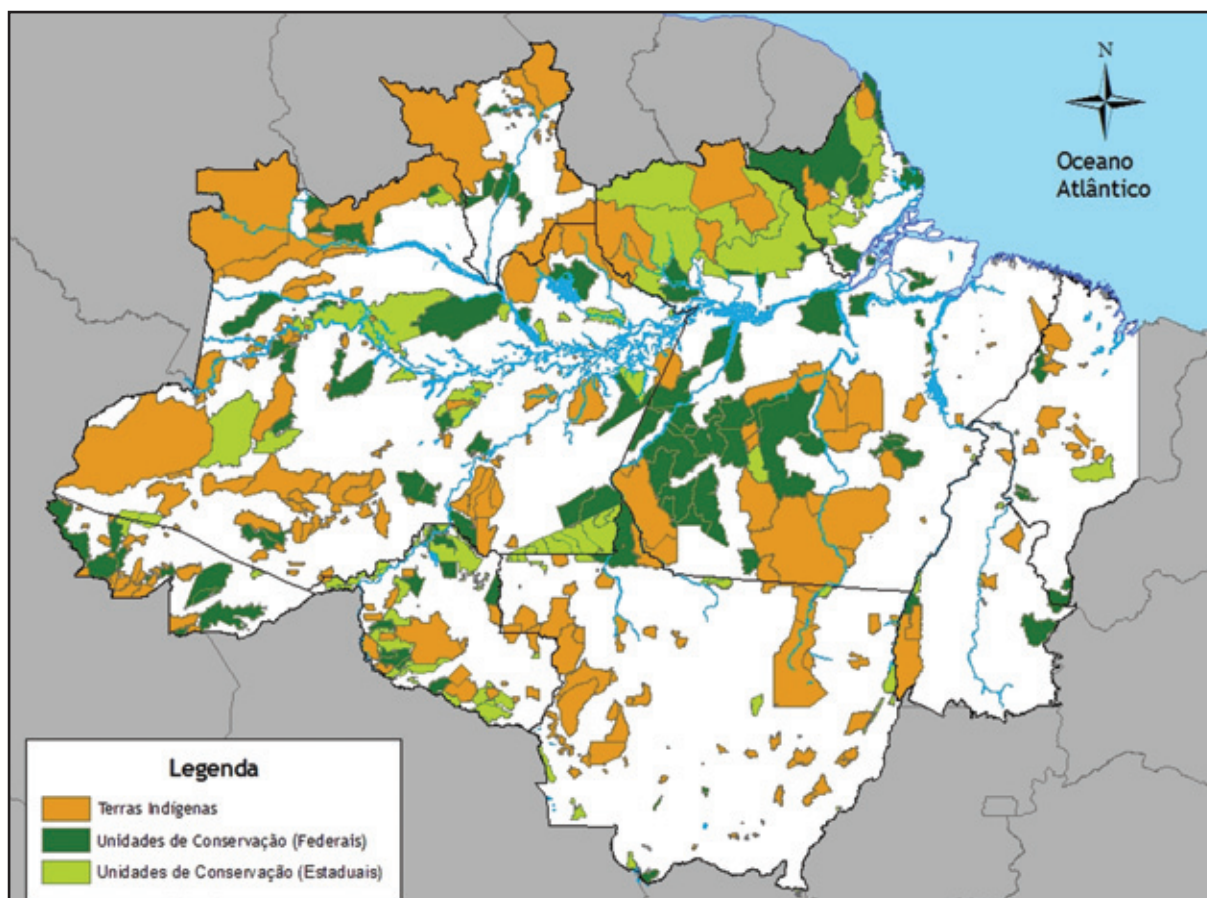 N
Oceano
Atlântico
Legenda
Terras Indígenas
Unidades de Conservação (Federais)
Unidades de Conservação (Estaduais)